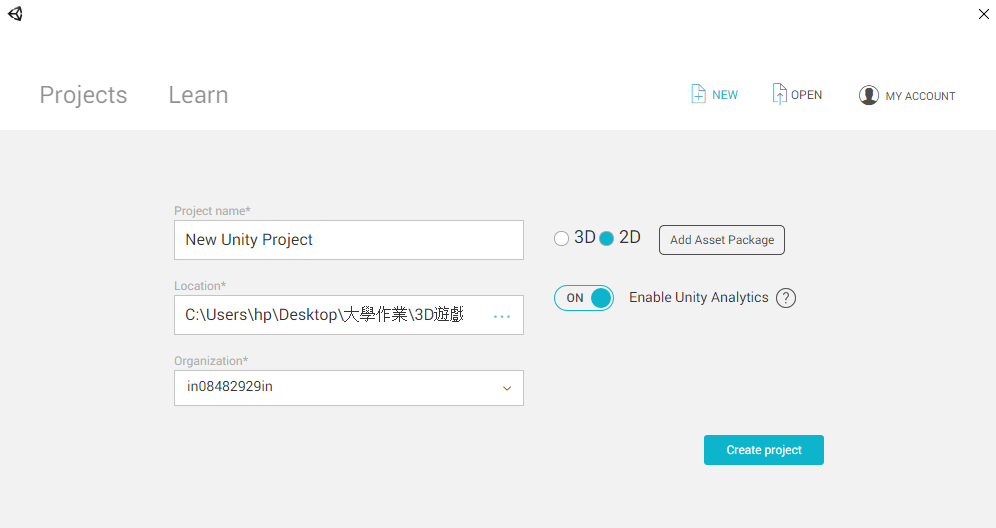 Projects Learn NEW OPEN MY ACCOUNT
Project name*
New Unity Project 3D 2D Add Asset Package
Location*
C:\Users\hp\Desktop\大學作業\3D遊戲 ... ON Enable Unity Analytics ?
Organization*
in08482929in
Create project